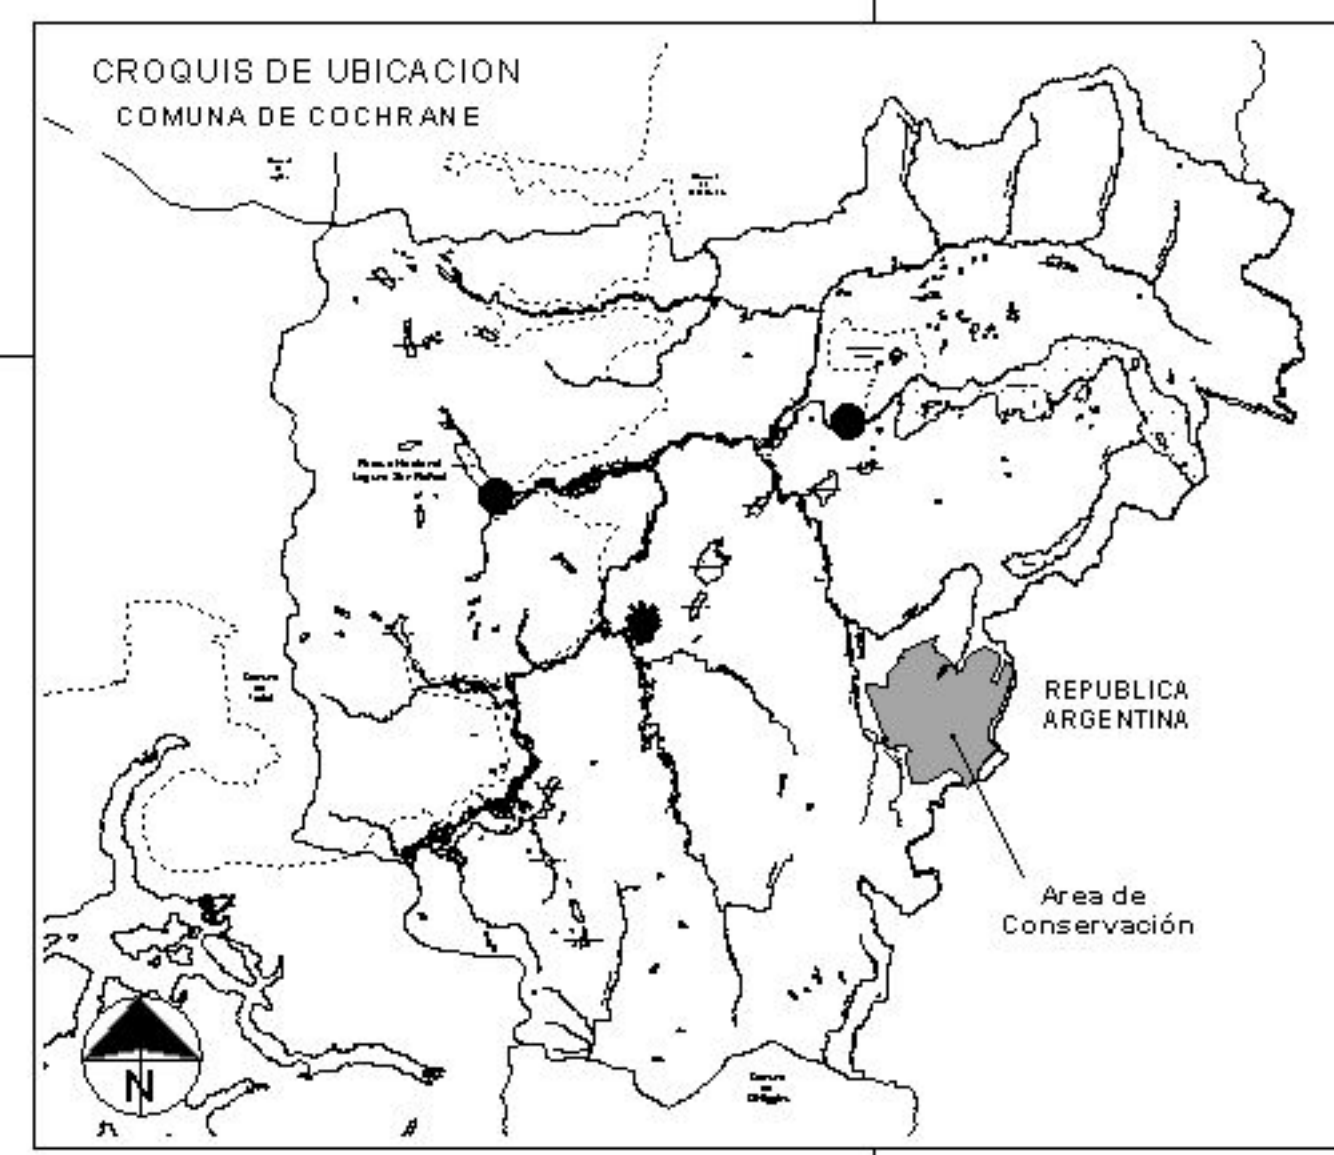 CROQUIS DE UBICACION
COMUNA DE COCHRANE
REPUBLICA
ARGENTINA
Area de
Conservación
N